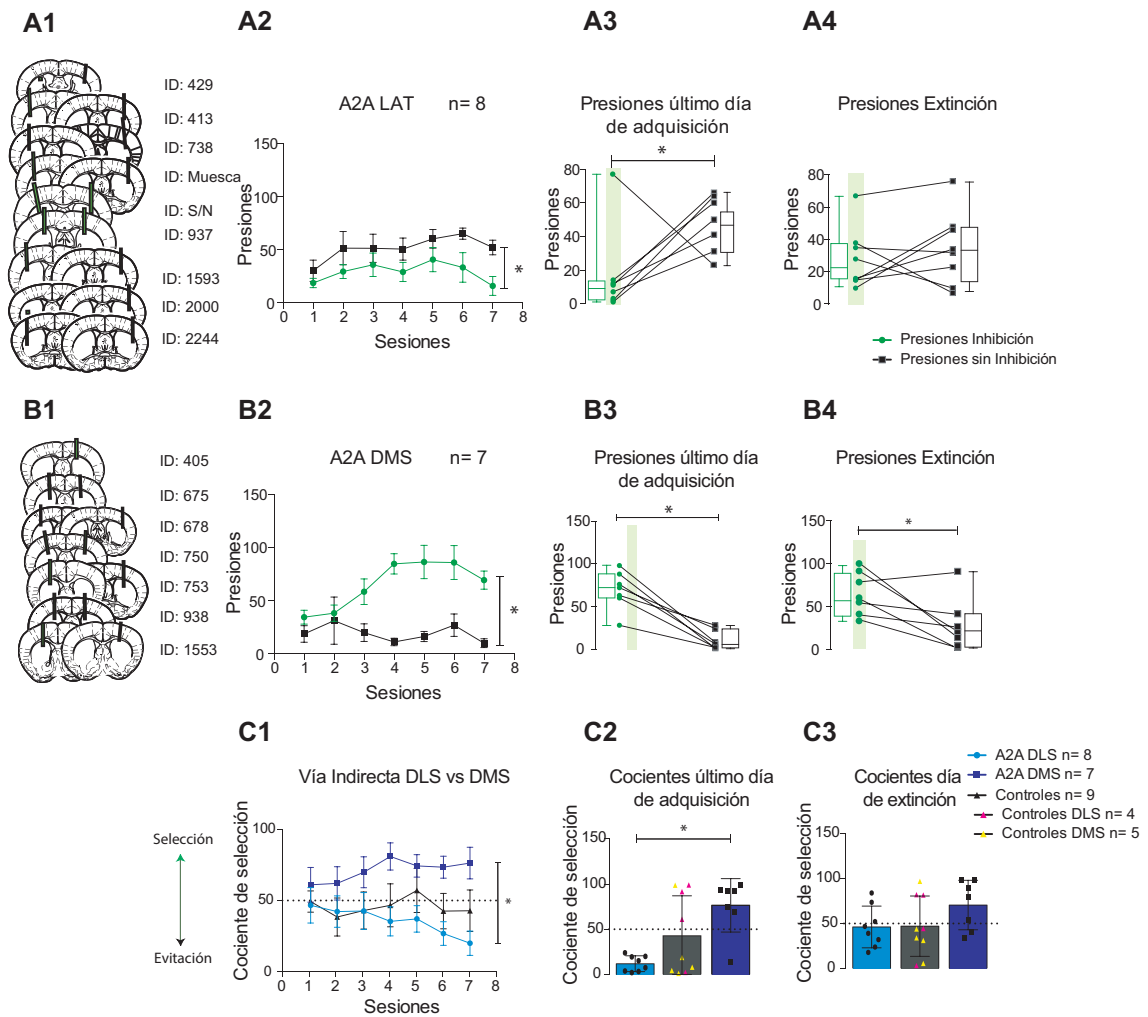 A1
A2
A3
A4
ID: 429
ID: 413
ID: 738
ID: Muesca
ID: S/N
ID: 937
ID: 1593
ID: 2000
ID: 2244
A2A LAT n= 8
Presiones
150
100
50
0
0 1 2 3 4 5 6 7 8
Sesiones
*
Presiones último día
de adquisición
*
Presiones
80
60
40
20
0
Presiones Extinción
Presiones
80
60
40
20
0
Presiones Inhibición
Presiones sin Inhibición
B1
B2
B3
B4
ID: 405
ID: 675
ID: 678
ID: 750
ID: 753
ID: 938
ID: 1553
A2A DMS n= 7
Presiones
150
100
50
0
0 1 2 3 4 5 6 7 8
Sesiones
*
Presiones último día
de adquisición
*
Presiones
150
100
50
0
Presiones Extinción
*
Presiones
150
100
50
0
C1
C2
C3
Selección
Evitación
Vía Indirecta DLS vs DMS
Cociente de selección
100
50
0
0 1 2 3 4 5 6 7 8
Sesiones
*
Cocientes último día
de adquisición
*
Cociente de selección
150
100
50
0
Cocientes día
de extinción
Cociente de selección
150
100
50
0
A2A DLS n= 8
A2A DMS n= 7
Controles n= 9
Controles DLS n= 4
Controles DMS n= 5